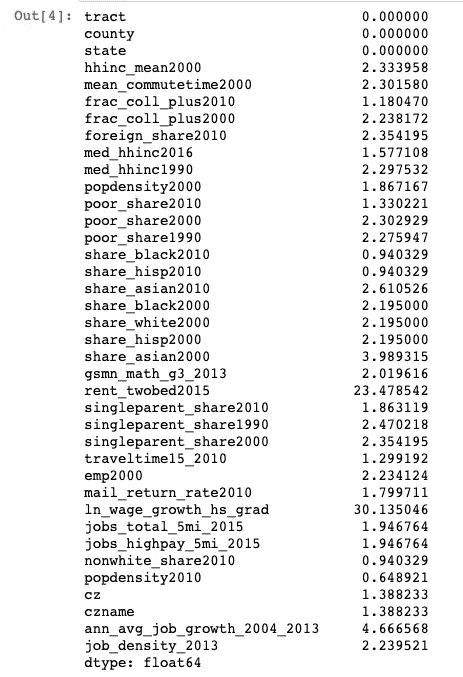 Out[4]: tract 0.000000
county 0.000000
state 0.000000
hhinc_mean2000 2.333958
mean_commutetime2000 2.301580
frac_coll_plus2010 1.180470
frac_coll_plus2000 2.238172
foreign_share2010 2.354195
med_hhinc2016 1.577108
med_hhinc1990 2.297532
popdensity2000 1.867167
poor_share2010 1.330221
poor_share2000 2.302929
poor_share1990 2.275947
share_black2010 0.940329
share_hisp2010 0.940329
share_asian2010 2.610526
share_black2000 2.195000
share_white2000 2.195000
share_hisp2000 2.195000
share_asian2000 3.989315
gsmn_math_g3_2013 2.019616
rent_twobed2015 23.478542
singleparent_share2010 1.863119
singleparent_share1990 2.470218
singleparent_share2000 2.354195
traveltime15_2010 1.299192
emp2000 2.234124
mail_return_rate2010 1.799711
ln_wage_growth_hs_grad 30.135046
jobs_total_5mi_2015 1.946764
jobs_highpay_5mi_2015 1.946764
nonwhite_share2010 0.940329
popdensity2010 0.648921
cz 1.388233
czname 1.388233
ann_avg_job_growth_2004_2013 4.666568
job_density_2013 2.239521
dtype: float64